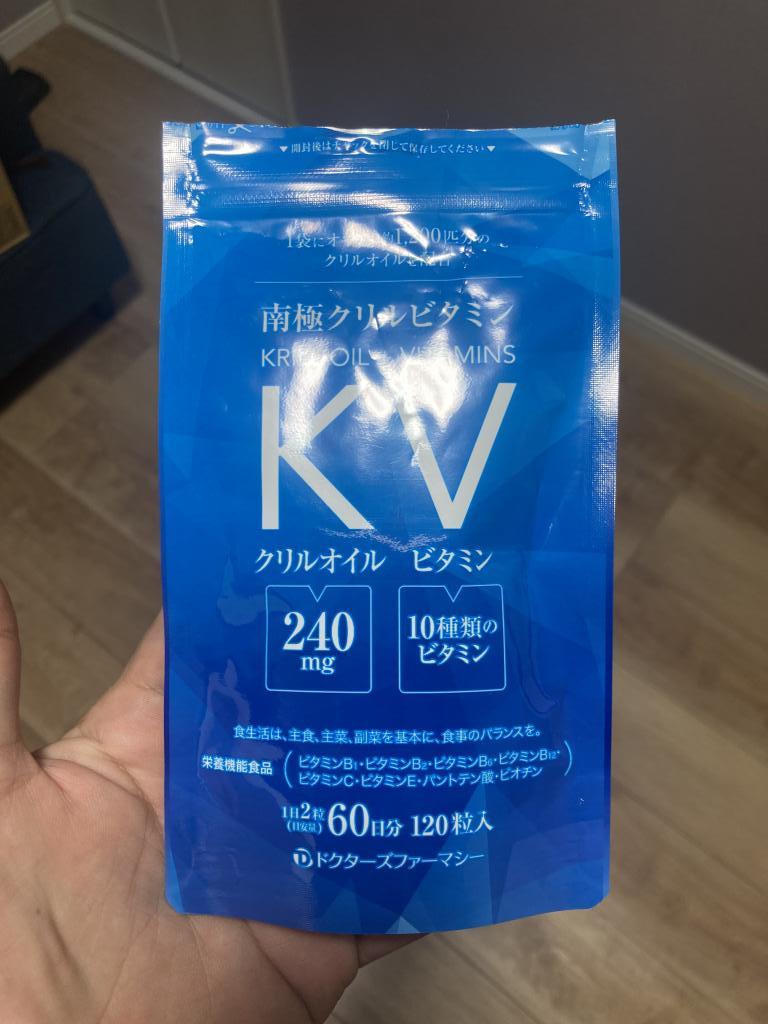 ▼開封後はチャックを閉じて保存してください▼
1袋にオキアミ約1,200匹分の
クリルオイルを配合
南極クリルビタミン
KRILL OIL VITAMINS
KV
クリルオイル ビタミン
240
mg
10種類の
ビタミン
食生活は、主食、主菜、副菜を基本に、食事のバランスを。
栄養機能食品
ビタミンB₁・ビタミンB₂・ビタミンB₆・ビタミンB₁₂・
ビタミンC・ビタミンE・パントテン酸・ビオチン
1日2粒
(目安量)
60日分 120粒入
ドクターズファーマシー